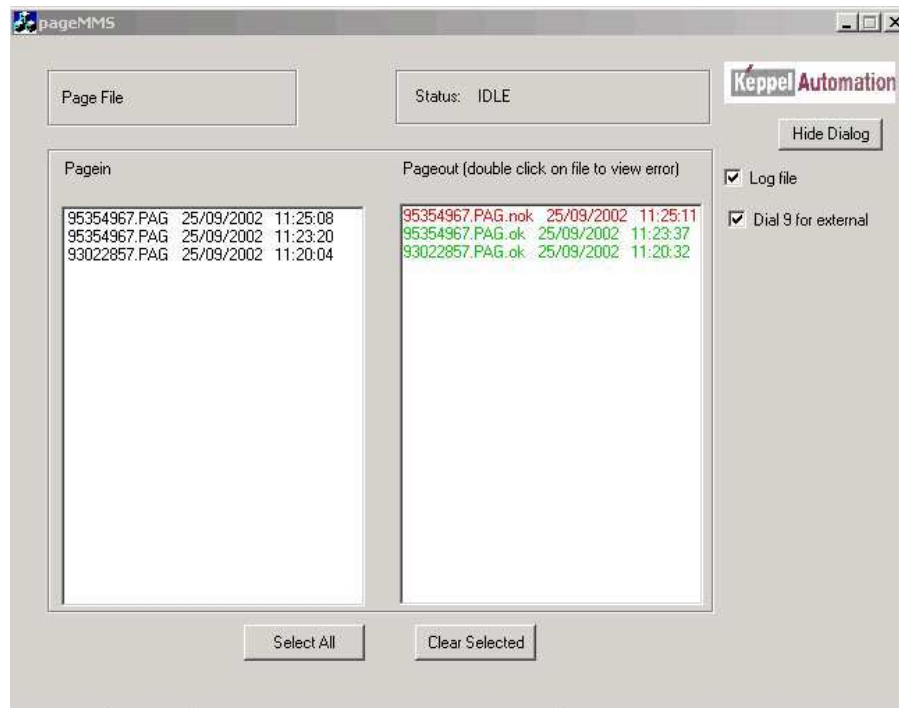 pageMMS
Page File
Status: IDLE
Keppel Automation
Hide Dialog
Pagein
Pageout (double click on file to view error)
Log file
Dial 9 for external
95354967.PAG 25/09/2002 11:25:08
95354967.PAG 25/09/2002 11:23:20
93022857.PAG 25/09/2002 11:20:04
95354967.PAG.nok 25/09/2002 11:25:11
95354967.PAG.ok 25/09/2002 11:23:37
93022857.PAG.ok 25/09/2002 11:20:32
Select All
Clear Selected